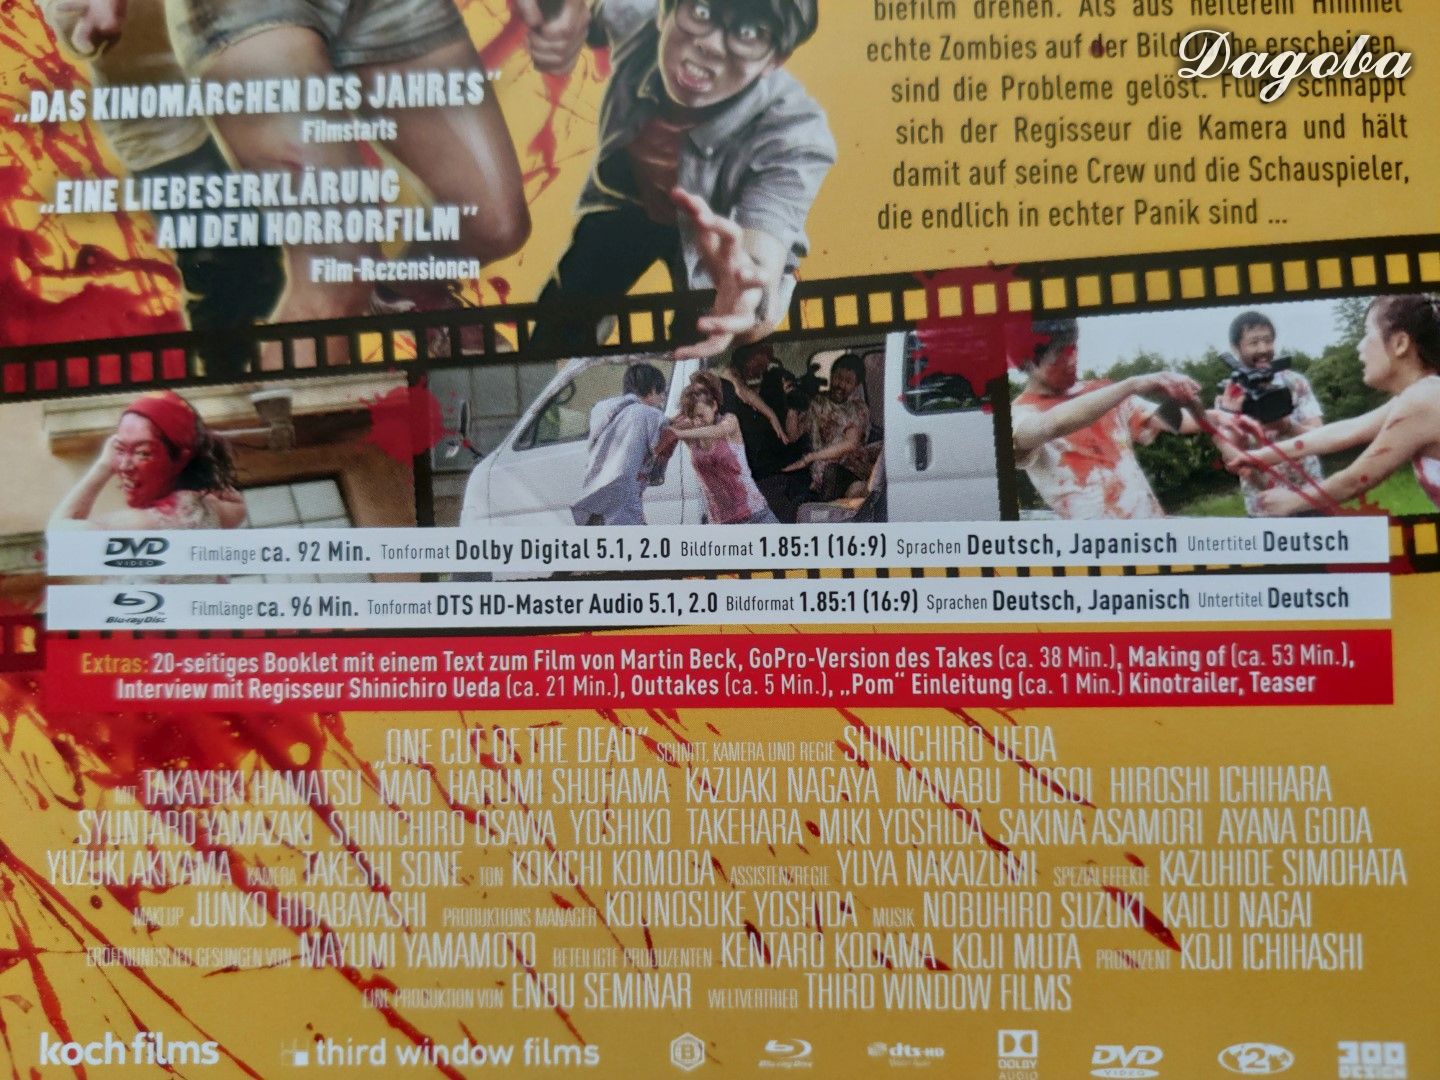 biefilm drehen. Als aus heiterem Himmel
echte Zombies auf der Bildfläche erscheinen,
sind die Probleme gelöst. Flugs schnappt
sich der Regisseur die Kamera und hält
damit auf seine Crew und die Schauspieler,
die endlich in echter Panik sind ...
Dagoba
„DAS KINOMÄRCHEN DES JAHRES“
Filmstarts
„EINE LIEBESERKLÄRUNG
AN DEN HORRORFILM“
Film-Rezensionen
DVD VIDEO Filmlänge ca. 92 Min. Tonformat Dolby Digital 5.1, 2.0 Bildformat 1.85:1 (16:9) Sprachen Deutsch, Japanisch Untertitel Deutsch
Blu-ray Disc Filmlänge ca. 96 Min. Tonformat DTS HD-Master Audio 5.1, 2.0 Bildformat 1.85:1 (16:9) Sprachen Deutsch, Japanisch Untertitel Deutsch
Extras: 20-seitiges Booklet mit einem Text zum Film von Martin Beck, GoPro-Version des Takes (ca. 38 Min.), Making of (ca. 53 Min.),
Interview mit Regisseur Shinichiro Ueda (ca. 21 Min.), Outtakes (ca. 5 Min.), „Pom“ Einleitung (ca. 1 Min.) Kinotrailer, Teaser
„ONE CUT OF THE DEAD“ SCHNITT, KAMERA UND REGIE SHINICHIRO UEDA
MIT TAKAYUKI HAMATSU MAO HARUMI SHUHAMA KAZUAKI NAGAYA MANABU HOSOI HIROSHI ICHIHARA
SYUNTARO YAMAZAKI SHINICHIRO OSAWA YOSHIKO TAKEHARA MIKI YOSHIDA SAKINA ASAMORI AYANA GODA
YUZUKI AKIYAMA KAMERA TAKESHI SONE TON KOKICHI KOMODA ASSISTENZREGIE YUYA NAKAIZUMI SPEZIALEFFEKTE KAZUHIDE SIMOHATA
MAKEUP JUNKO HIRABAYASHI PRODUKTIONS MANAGER KOUNOSUKE YOSHIDA MUSIK NOBUHIRO SUZUKI KAILU NAGAI
ERÖFFNUNGSLIED GESUNGEN VON MAYUMI YAMAMOTO BETEILIGTE PRODUZENTEN KENTARO KODAMA KOJI MUTA PRODUZENT KOJI ICHIHASHI
EINE PRODUKTION VON ENBU SEMINAR WELTVERTRIEB THIRD WINDOW FILMS
koch films third window films B Blu-ray Disc dts-HD DOLBY AUDIO DVD VIDEO 2 300 DESIGN